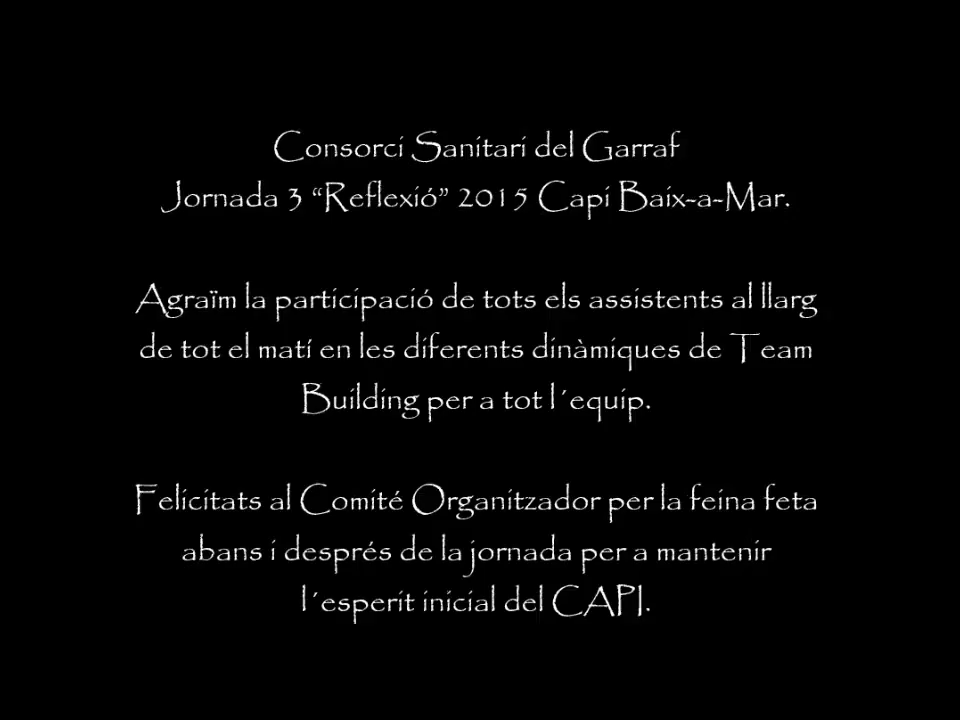 Consorci Sanitari del Garraf
Jornada 3 “Reflexió” 2015 Capi Baix-a-Mar.
Agraïm la participació de tots els assistents al llarg
de tot el matí en les diferents dinàmiques de Team
Building per a tot l´equip.
Felicitats al Comité Organitzador per la feina feta
abans i després de la jornada per a mantenir
l´esperit inicial del CAPI.